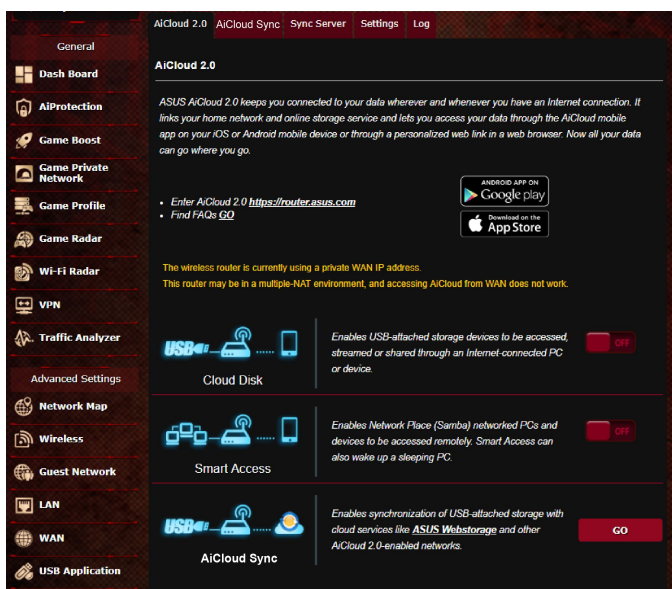 AiCloud 2.0
AiCloud Sync
Sync Server
Settings
Log
General
Dash Board
AiProtection
Game Boost
Game Private
Network
Game Profile
Game Radar
Wi-Fi Radar
VPN
Traffic Analyzer
Advanced Settings
Network Map
Wireless
Guest Network
LAN
WAN
USB Application
AiCloud 2.0
ASUS AiCloud 2.0 keeps you connected to your data wherever and whenever you have an Internet connection. It
links your home network and online storage service and lets you access your data through the AiCloud mobile
app on your iOS or Android mobile device or through a personalized web link in a web browser. Now all your data
can go where you go.
Enter AiCloud 2.0 https://router.asus.com
Find FAQs GO
ANDROID APP ON
Google play
Download on the
App Store
The wireless router is currently using a private WAN IP address.
This router may be in a multiple-NAT environment, and accessing AiCloud from WAN does not work.
USB
Cloud Disk
Enables USB-attached storage devices to be accessed,
streamed or shared through an Internet-connected PC
or device.
OFF
Smart Access
Enables Network Place (Samba) networked PCs and
devices to be accessed remotely. Smart Access can
also wake up a sleeping PC.
OFF
USB
AiCloud Sync
Enables synchronization of USB-attached storage with
cloud services like ASUS Webstorage and other
AiCloud 2.0-enabled networks.
GO